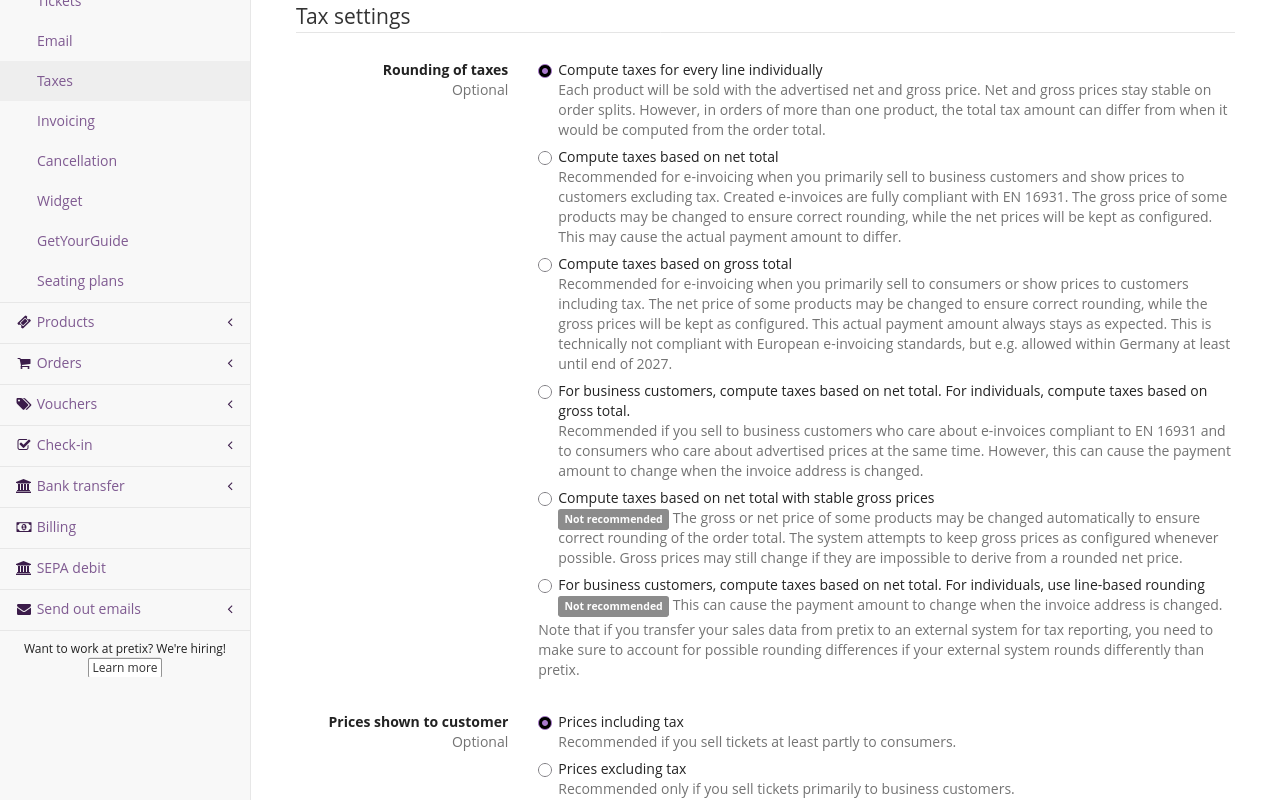 Tickets
Email
Taxes
Invoicing
Cancellation
Widget
GetYourGuide
Seating plans
Products
Orders
Vouchers
Check-in
Bank transfer
Billing
SEPA debit
Send out emails
Want to work at pretix? We're hiring!
Learn more
Tax settings
Rounding of taxes
Optional
Compute taxes for every line individually
Each product will be sold with the advertised net and gross price. Net and gross prices stay stable on
order splits. However, in orders of more than one product, the total tax amount can differ from when it
would be computed from the order total.
Compute taxes based on net total
Recommended for e-invoicing when you primarily sell to business customers and show prices to
customers excluding tax. Created e-invoices are fully compliant with EN 16931. The gross price of some
products may be changed to ensure correct rounding, while the net prices will be kept as configured.
This may cause the actual payment amount to differ.
Compute taxes based on gross total
Recommended for e-invoicing when you primarily sell to consumers or show prices to customers
including tax. The net price of some products may be changed to ensure correct rounding, while the
gross prices will be kept as configured. This actual payment amount always stays as expected. This is
technically not compliant with European e-invoicing standards, but e.g. allowed within Germany at least
until end of 2027.
For business customers, compute taxes based on net total. For individuals, compute taxes based on
gross total.
Recommended if you sell to business customers who care about e-invoices compliant to EN 16931 and
to consumers who care about advertised prices at the same time. However, this can cause the payment
amount to change when the invoice address is changed.
Compute taxes based on net total with stable gross prices
Not recommended The gross or net price of some products may be changed automatically to ensure
correct rounding of the order total. The system attempts to keep gross prices as configured whenever
possible. Gross prices may still change if they are impossible to derive from a rounded net price.
For business customers, compute taxes based on net total. For individuals, use line-based rounding
Not recommended This can cause the payment amount to change when the invoice address is changed.
Note that if you transfer your sales data from pretix to an external system for tax reporting, you need to
make sure to account for possible rounding differences if your external system rounds differently than
pretix.
Prices shown to customer
Optional
Prices including tax
Recommended if you sell tickets at least partly to consumers.
Prices excluding tax
Recommended only if you sell tickets primarily to business customers.